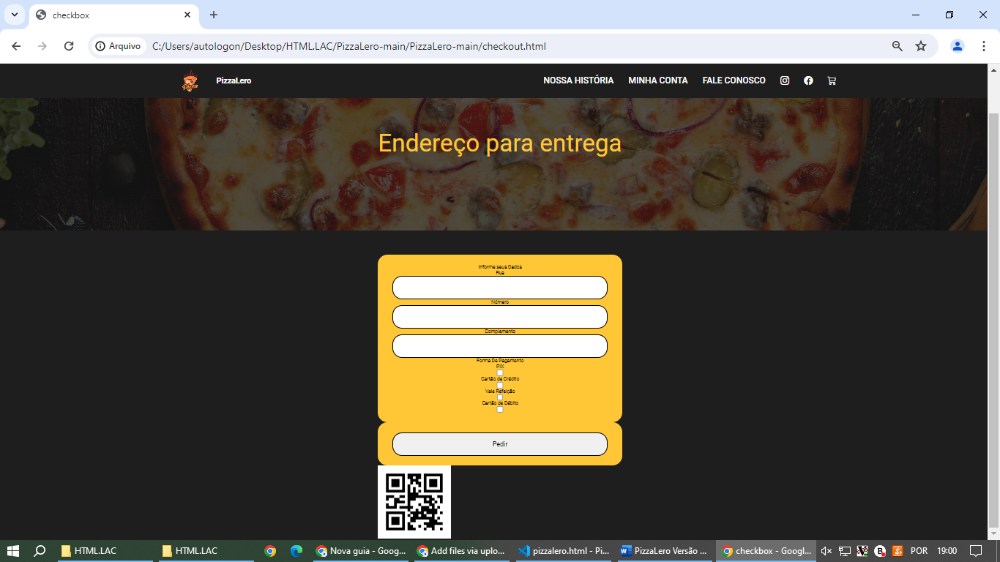 checkbox
Arquivo
C:/Users/autologon/Desktop/HTML.LAC/PizzaLero-main/PizzaLero-main/checkout.html
Pizza
PizzaLero
NOSSA HISTÓRIA
MINHA CONTA
FALE CONOSCO
Endereço para entrega
Informe seus Dados
Rua
Número
Complemento
Forma De Pagamento
PIX
Cartão de Crédito
Vale Refeição
Cartão de Débito
Pedir
HTML.LAC
HTML.LAC
Nova guia - Goog...
Add files via uplo...
pizzalero.html - Pi...
PizzaLero Versão ...
checkbox - Googl...
POR
19:00